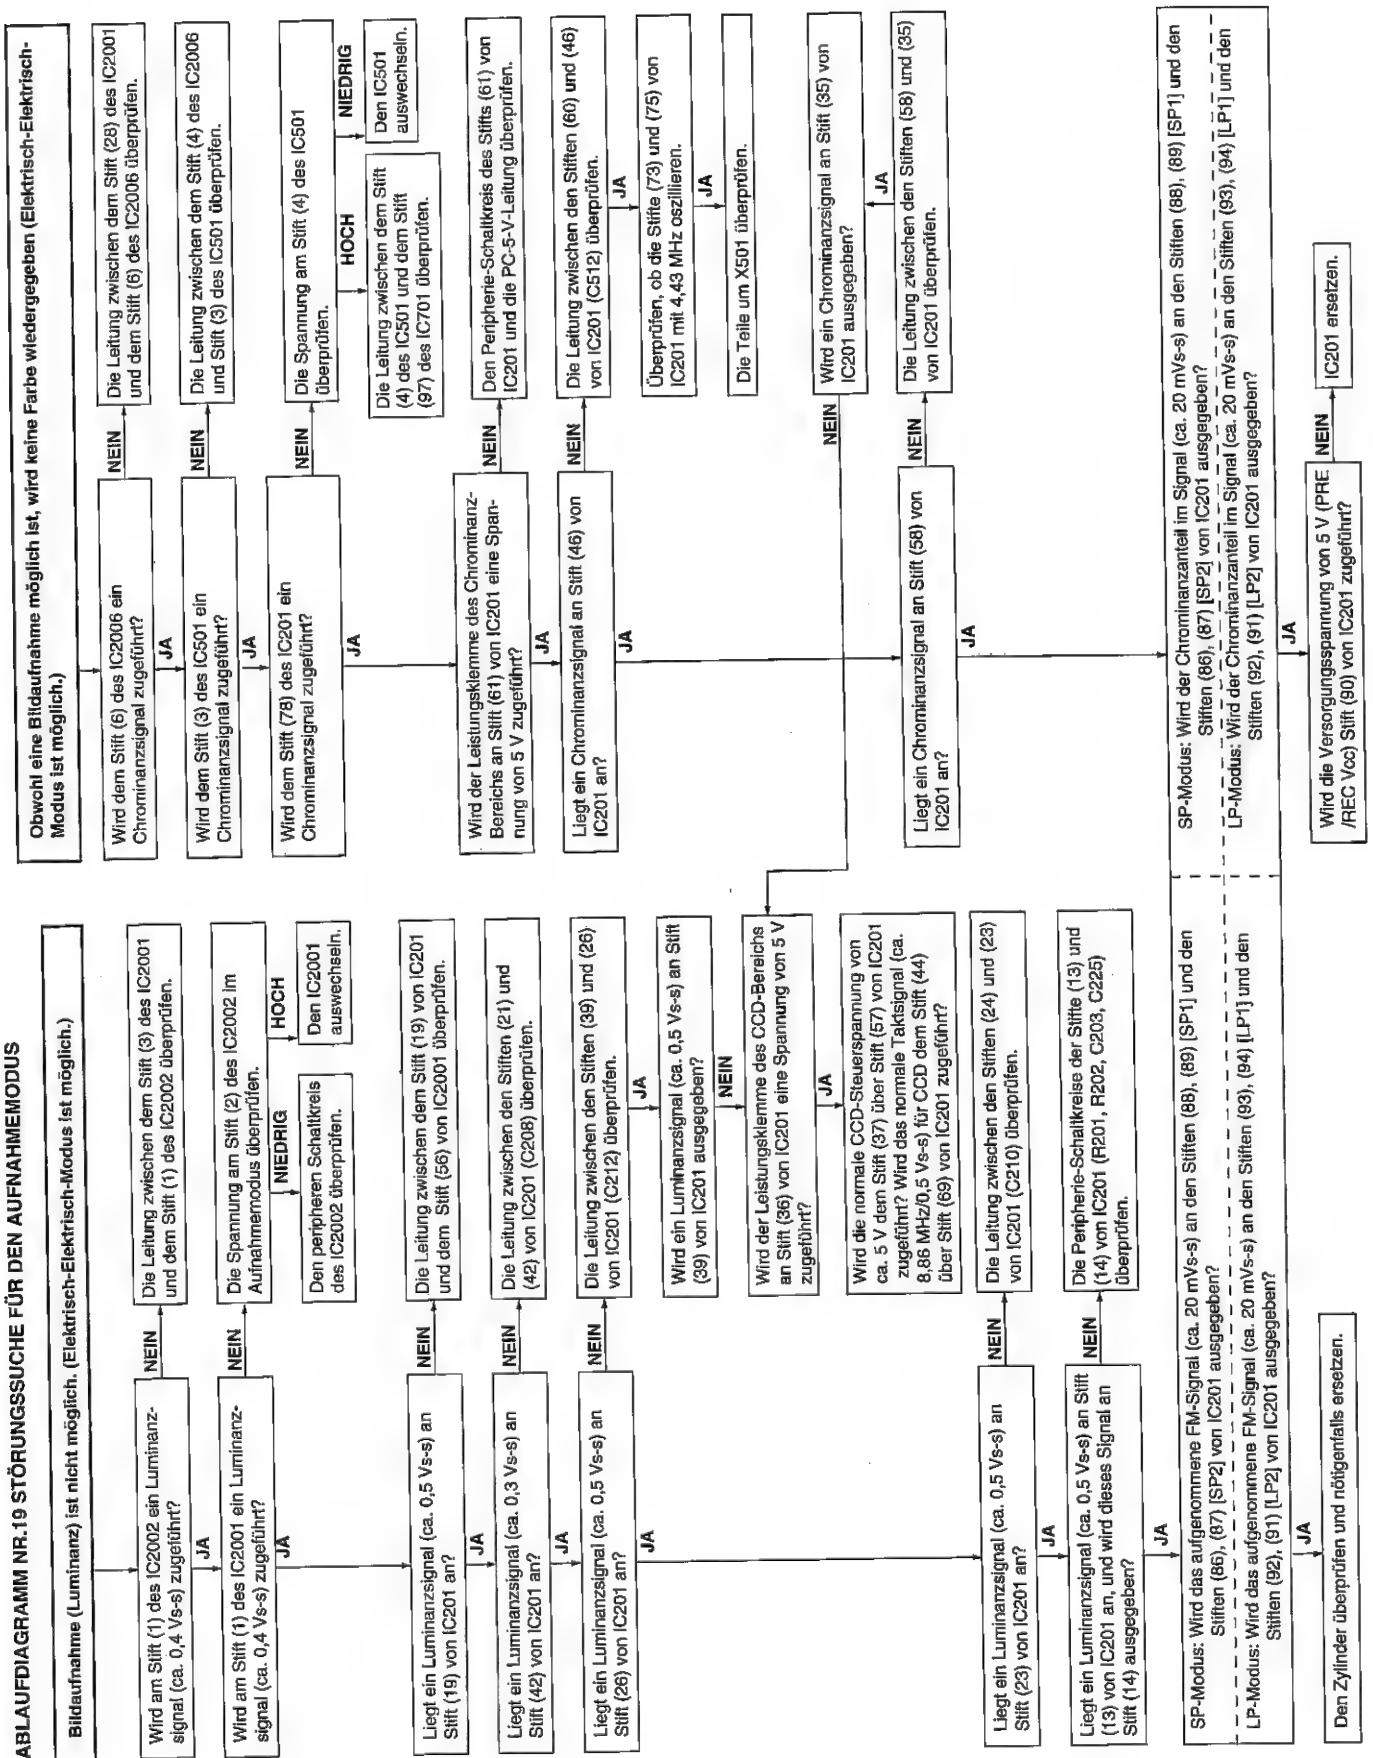 ABLAUFDIAGRAMM NR.19 STÖRUNGSSUCHE FÜR DEN AUFNAHMEMODUS
Bildaufnahme (Luminanz) ist nicht möglich. (Elektrisch-Elektrisch-Modus ist möglich.)
Wird am Stift (1) des IC2002 ein Luminanz-
signal (ca. 0,4 Vs-s) zugeführt?
NEIN
Die Leitung zwischen dem Stift (3) des IC2001
und dem Stift (1) des IC2002 überprüfen.
JA
Wird am Stift (1) des IC2001 ein Luminanz-
signal (ca. 0,4 Vs-s) zugeführt?
NEIN
Die Spannung am Stift (2) des IC2002 im
Aufnahmemodus überprüfen.
NIEDRIG
HOCH
Den peripheren Schaltkreis
des IC2002 überprüfen.
Den IC2001
auswechseln.
JA
Liegt ein Luminanzsignal (ca. 0,5 Vs-s) an
Stift (19) von IC201 an?
NEIN
Die Leitung zwischen dem Stift (19) von IC201
und dem Stift (56) von IC2001 überprüfen.
JA
Liegt ein Luminanzsignal (ca. 0,3 Vs-s) an
Stift (42) von IC201 an?
NEIN
Die Leitung zwischen den Stiften (21) und
(42) von IC201 (C208) überprüfen.
JA
Liegt ein Luminanzsignal (ca. 0,5 Vs-s) an
Stift (26) von IC201 an?
NEIN
Die Leitung zwischen den Stiften (39) und (26)
von IC201 (C212) überprüfen.
JA
Wird ein Luminanzsignal (ca. 0,5 Vs-s) an Stift
(39) von IC201 ausgegeben?
NEIN
Wird der Leistungsklemme des CCD-Bereichs
an Stift (36) von IC201 eine Spannung von 5 V
zugeführt?
JA
Wird die normale CCD-Steuerspannung von
ca. 5 V dem Stift (37) über Stift (57) von IC201
zugeführt? Wird das normale Taktsignal (ca.
8,86 MHz/0,5 Vs-s) für CCD dem Stift (44)
über Stift (69) von IC201 zugeführt?
JA
Liegt ein Luminanzsignal (ca. 0,5 Vs-s) an
Stift (23) von IC201 an?
NEIN
Die Leitung zwischen den Stiften (24) und (23)
von IC201 (C210) überprüfen.
JA
Liegt ein Luminanzsignal (ca. 0,5 Vs-s) an Stift
(13) von IC201 an, und wird dieses Signal an
Stift (14) ausgegeben?
NEIN
Die Peripherie-Schaltkreise der Stifte (13) und
(14) von IC201 (R201, R202, C203, C225)
überprüfen.
JA
SP-Modus: Wird das aufgenommene FM-Signal (ca. 20 mVs-s) an den Stiften (88), (89) [SP1] und den
Stiften (86), (87) [SP2] von IC201 ausgegeben?
LP-Modus: Wird das aufgenommene FM-Signal (ca. 20 mVs-s) an den Stiften (93), (94) [LP1] und den
Stiften (92), (91) [LP2] von IC201 ausgegeben?
JA
Den Zylinder überprüfen und nötigenfalls ersetzen.
Obwohl eine Bildaufnahme möglich ist, wird keine Farbe wiedergegeben (Elektrisch-Elektrisch-
Modus ist möglich.)
Wird dem Stift (6) des IC2006 ein
Chrominanzsignal zugeführt?
NEIN
Die Leitung zwischen dem Stift (28) des IC2001
und dem Stift (6) des IC2006 überprüfen.
JA
Wird dem Stift (3) des IC501 ein
Chrominanzsignal zugeführt?
NEIN
Die Leitung zwischen dem Stift (4) des IC2006
und Stift (3) des IC501 überprüfen.
JA
Wird dem Stift (78) des IC201 ein
Chrominanzsignal zugeführt?
NEIN
Die Spannung am Stift (4) des IC501
überprüfen.
HOCH
NIEDRIG
Die Leitung zwischen dem Stift
(4) des IC501 und dem Stift
(97) des IC701 überprüfen.
Den IC501
auswechseln.
JA
Wird der Leistungsklemme des Chrominanz-
Bereichs an Stift (61) von IC201 eine Span-
nung von 5 V zugeführt?
NEIN
Den Peripherie-Schaltkreis des Stifts (61) von
IC201 und die PC-5-V-Leitung überprüfen.
JA
Liegt ein Chrominanzsignal an Stift (46) von
IC201 an?
NEIN
Die Leitung zwischen den Stiften (60) und (46)
von IC201 (C512) überprüfen.
JA
Überprüfen, ob die Stifte (73) und (75) von
IC201 mit 4,43 MHz oszillieren.
JA
Die Teile um X501 überprüfen.
JA
Wird ein Chrominanzsignal an Stift (35) von
IC201 ausgegeben?
NEIN
JA
Liegt ein Chrominanzsignal an Stift (58) von
IC201 an?
NEIN
Die Leitung zwischen den Stiften (58) und (35)
von IC201 überprüfen.
JA
SP-Modus: Wird der Chrominanzanteil im Signal (ca. 20 mVs-s) an den Stiften (88), (89) [SP1] und den
Stiften (86), (87) [SP2] von IC201 ausgegeben?
LP-Modus: Wird der Chrominanzanteil im Signal (ca. 20 mVs-s) an den Stiften (93), (94) [LP1] und den
Stiften (92), (91) [LP2] von IC201 ausgegeben?
JA
Wird die Versorgungsspannung von 5 V (PRE
/REC Vcc) Stift (90) von IC201 zugeführt?
NEIN
IC201 ersetzen.